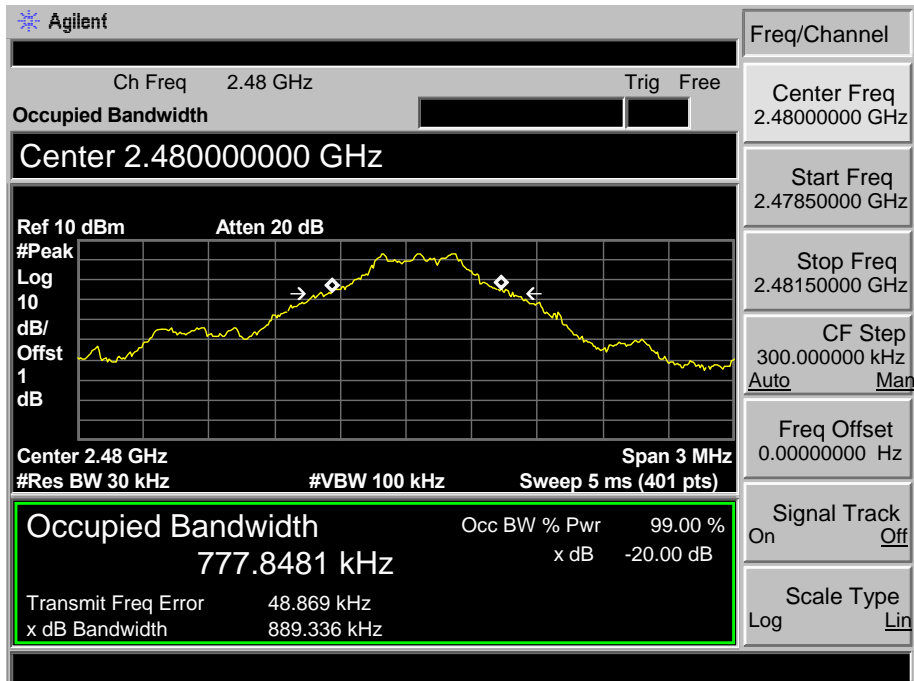 Agilent
Ch Freq 2.48 GHz Trig Free
Occupied Bandwidth
Center 2.480000000 GHz
Ref 10 dBm Atten 20 dB
#Peak
Log
10
dB/
Offst
1
dB
Center 2.48 GHz Span 3 MHz
#Res BW 30 kHz #VBW 100 kHz Sweep 5 ms (401 pts)
Occupied Bandwidth Occ BW % Pwr 99.00 %
777.8481 kHz x dB -20.00 dB
Transmit Freq Error 48.869 kHz
x dB Bandwidth 889.336 kHz
Freq/Channel
Center Freq
2.48000000 GHz
Start Freq
2.47850000 GHz
Stop Freq
2.48150000 GHz
CF Step
300.000000 kHz
Auto Man
Freq Offset
0.00000000 Hz
Signal Track
On Off
Scale Type
Log Lin